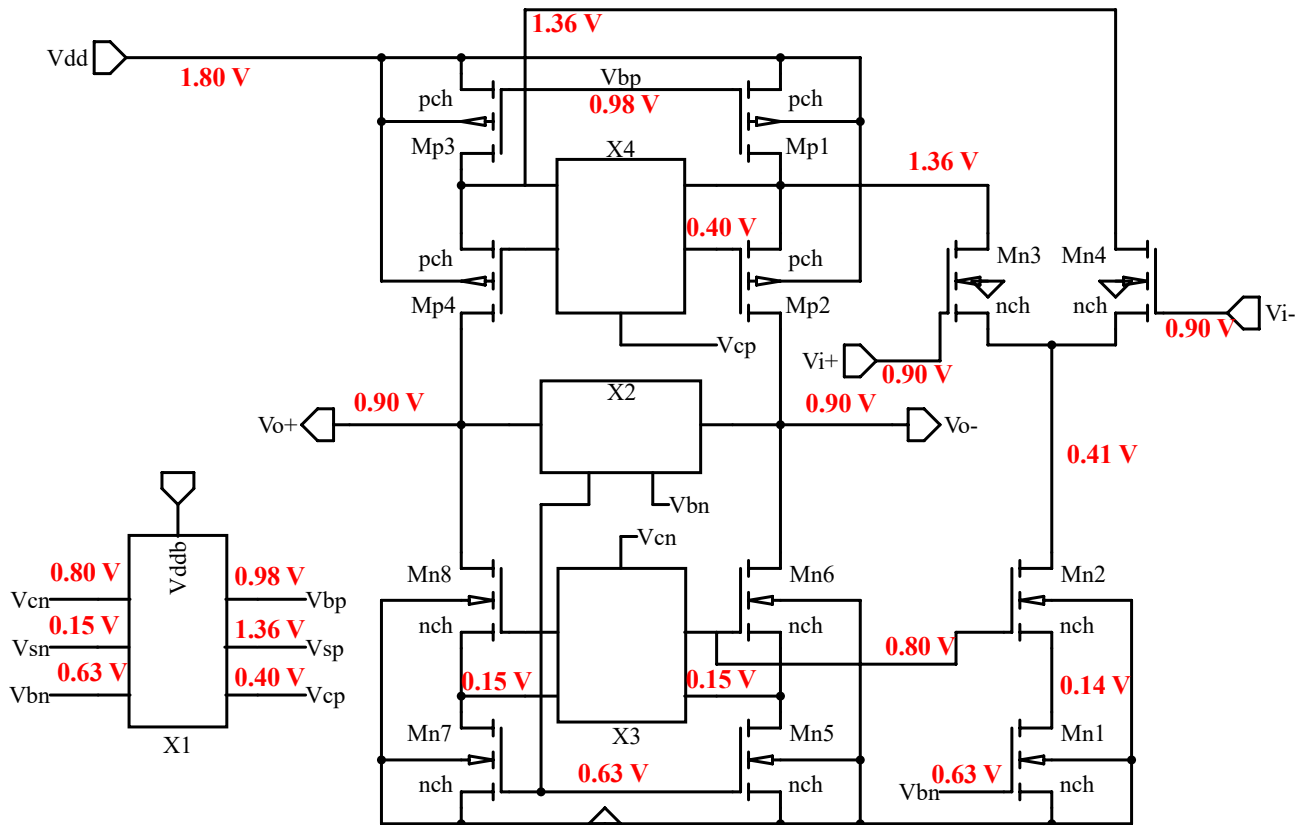 1.36 V
Vdd
1.80 V
Vbp
0.98 V
pch
pch
Mp3
Mp1
X4
1.36 V
0.40 V
pch
pch
Mn3
Mn4
Mp4
Mp2
nch
nch
Vi-
0.90 V
Vcp
Vi+
0.90 V
X2
0.90 V
0.90 V
Vo+
Vo-
0.41 V
Vbn
Vcn
Vddb
0.80 V
0.98 V
Vcn
Vbp
0.15 V
1.36 V
Vsn
Vsp
0.63 V
0.40 V
Vbn
Vcp
X1
Mn8
Mn6
Mn2
nch
nch
nch
0.80 V
0.15 V
0.15 V
0.14 V
Mn7
X3
Mn5
Mn1
0.63 V
0.63 V
nch
nch
Vbn
nch